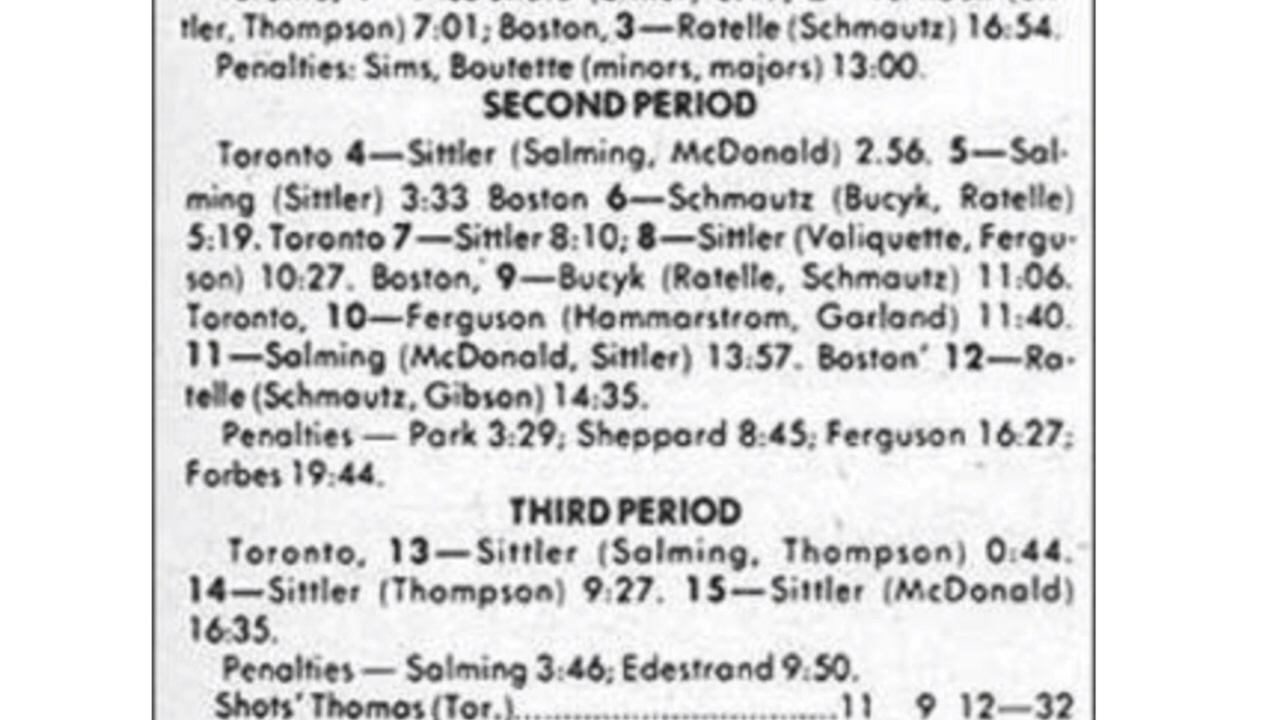 tler, Thompson) 7:01; Boston, 3—Ratelle (Schmautz) 16:54.
Penalties: Sims, Boutette (minors, majors) 13:00.
SECOND PERIOD
Toronto 4—Sittler (Salming, McDonald) 2.56. 5—Sal-
ming (Sittler) 3:33 Boston 6—Schmautz (Bucyk, Ratelle)
5:19. Toronto 7—Sittler 8:10; 8—Sittler (Valiquette, Fergu-
son) 10:27. Boston, 9—Bucyk (Ratelle, Schmautz) 11:06.
Toronto, 10—Ferguson (Hammarstrom, Garland) 11:40.
11—Salming (McDonald, Sittler) 13:57. Boston' 12—Ra-
telle (Schmautz, Gibson) 14:35.
Penalties — Park 3:29; Sheppard 8:45; Ferguson 16:27;
Forbes 19:44.
THIRD PERIOD
Toronto, 13—Sittler (Salming, Thompson) 0:44.
14—Sittler (Thompson) 9:27. 15—Sittler (McDonald)
16:35.
Penalties — Salming 3:46; Edestrand 9:50.
Shots' Thomas (Tor.)................................11 9 12—32